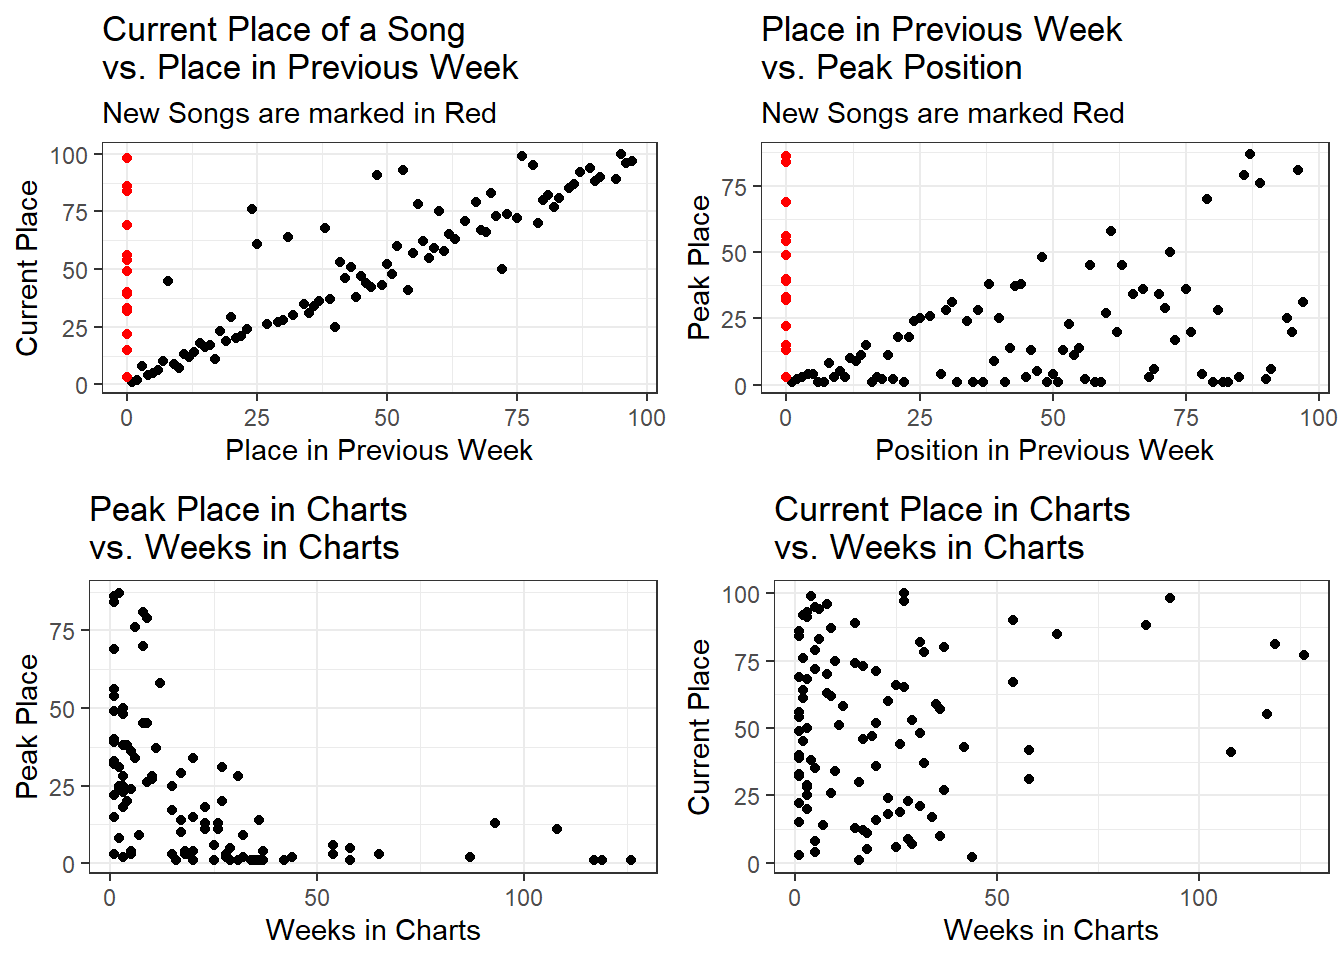 Current Place of a Song
vs. Place in Previous Week
New Songs are marked in Red
100
75
50
25
0
Current Place
0
25
50
75
100
Place in Previous Week
Place in Previous Week
vs. Peak Position
New Songs are marked Red
75
50
25
0
Peak Place
0
25
50
75
100
Position in Previous Week
Peak Place in Charts
vs. Weeks in Charts
75
50
25
0
Peak Place
0
50
100
Weeks in Charts
Current Place in Charts
vs. Weeks in Charts
100
75
50
25
0
Current Place
0
50
100
Weeks in Charts